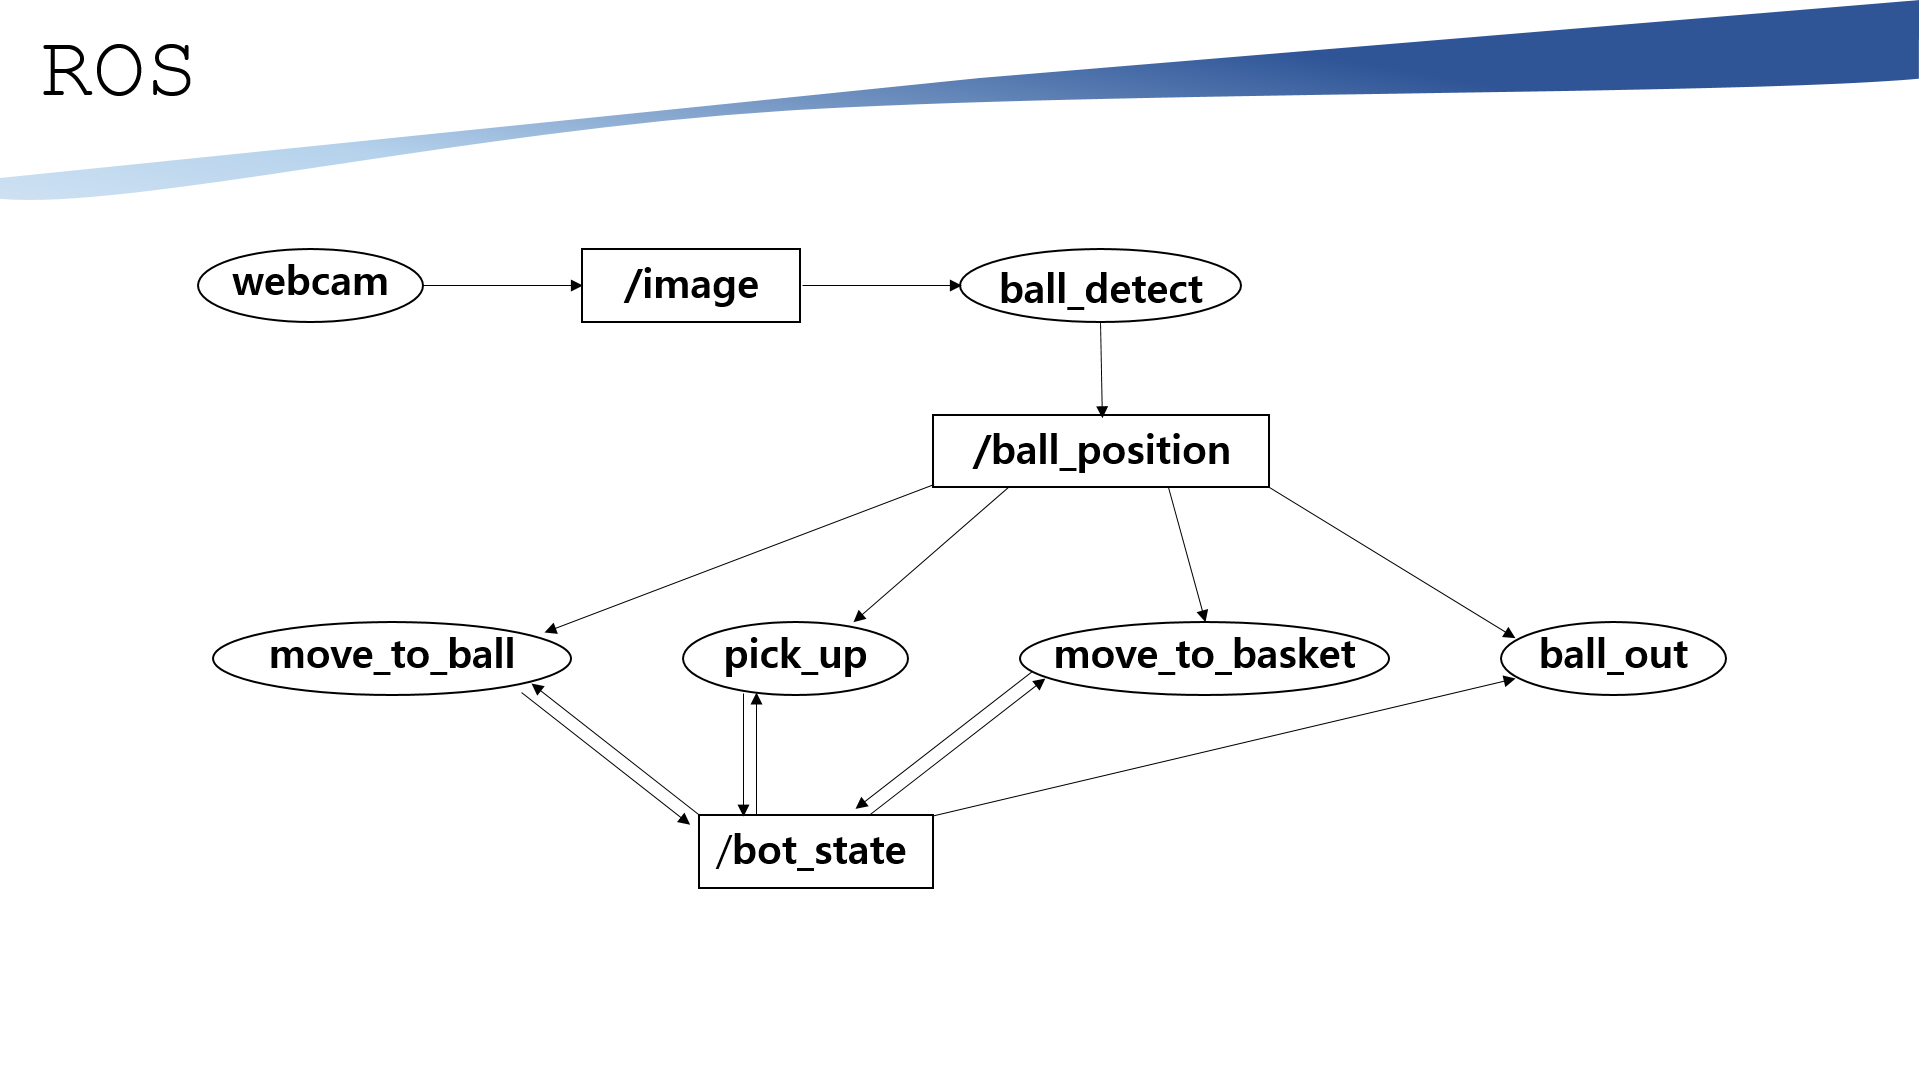 ROS
webcam
/image
ball_detect
/ball_position
move_to_ball
pick_up
move_to_basket
ball_out
/bot_state